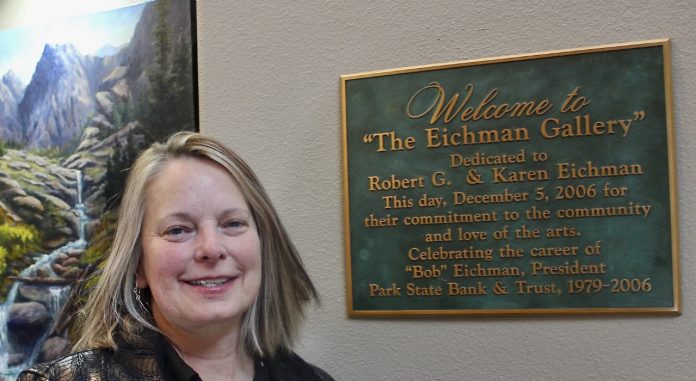 Welcome to
"The Eichman Gallery"
Dedicated to
Robert G. & Karen Eichman
This day, December 5, 2006 for
their commitment to the community
and love of the arts.
Celebrating the career of
"Bob" Eichman, President
Park State Bank & Trust, 1979-2006